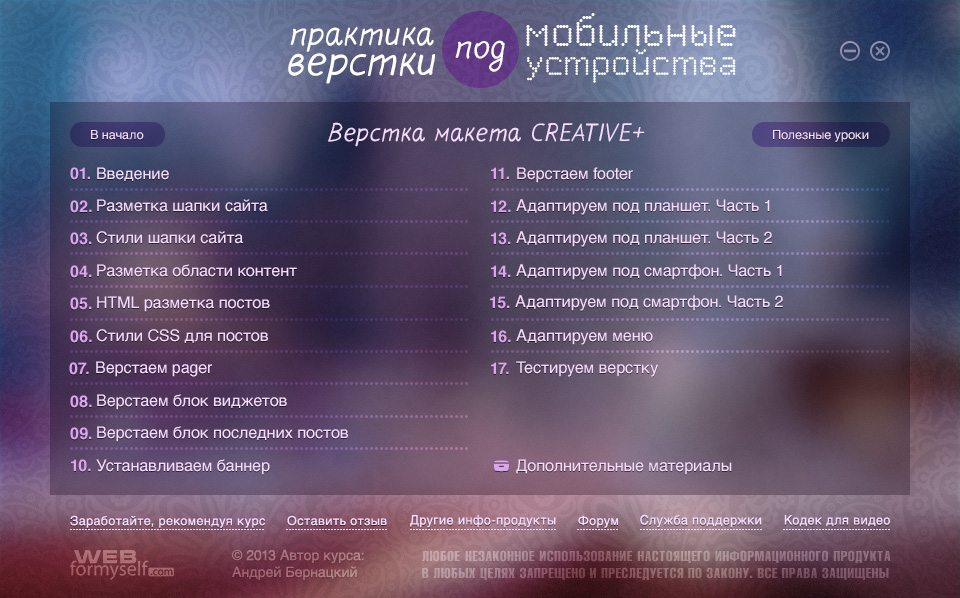 практика
верстки
под
мобильные
устройства
В начало
Верстка макета CREATIVE+
Полезные уроки
01. Введение
02. Разметка шапки сайта
03. Стили шапки сайта
04. Разметка области контент
05. HTML разметка постов
06. Стили CSS для постов
07. Верстаем pager
08. Верстаем блок виджетов
09. Верстаем блок последних постов
10. Устанавливаем баннер
11. Верстаем footer
12. Адаптируем под планшет. Часть 1
13. Адаптируем под планшет. Часть 2
14. Адаптируем под смартфон. Часть 1
15. Адаптируем под смартфон. Часть 2
16. Адаптируем меню
17. Тестируем верстку
Дополнительные материалы
Заработайте, рекомендуя курс
Оставить отзыв
Другие инфо-продукты
Форум
Служба поддержки
Кодек для видео
WEB
formyself.com
© 2013 Автор курса:
Андрей Бернацкий
ЛЮБОЕ НЕЗАКОННОЕ ИСПОЛЬЗОВАНИЕ НАСТОЯЩЕГО ИНФОРМАЦИОННОГО ПРОДУКТА
В ЛЮБЫХ ЦЕЛЯХ ЗАПРЕЩЕНО И ПРЕСЛЕДУЕТСЯ ПО ЗАКОНУ. ВСЕ ПРАВА ЗАЩИЩЕНЫ